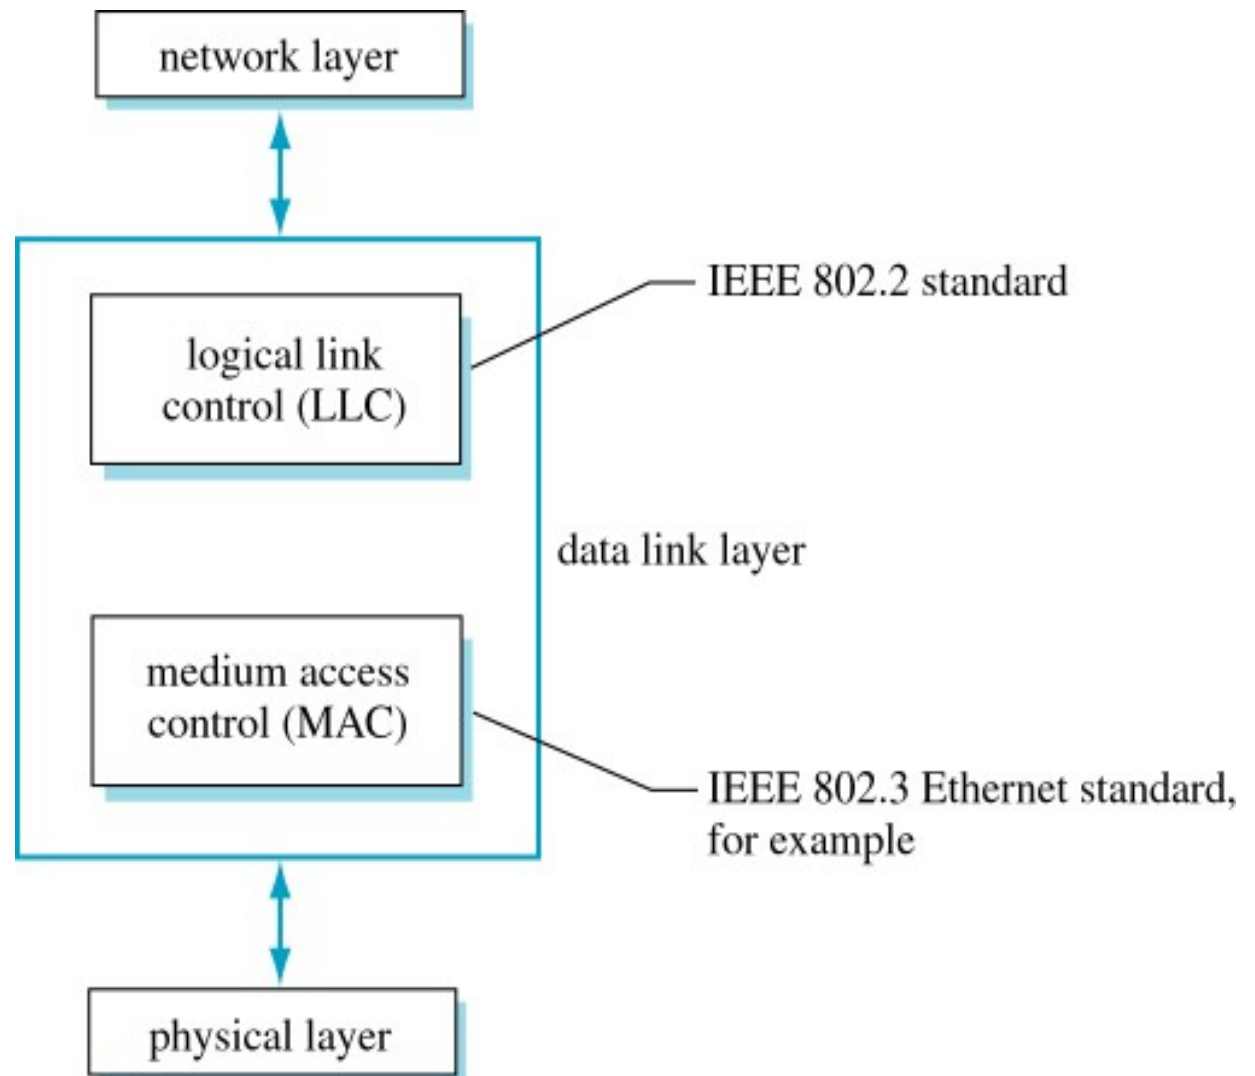 network layer
IEEE 802.2 standard
logical link
control (LLC)
data link layer
medium access
control (MAC)
IEEE 802.3 Ethernet standard,
for example
physical layer